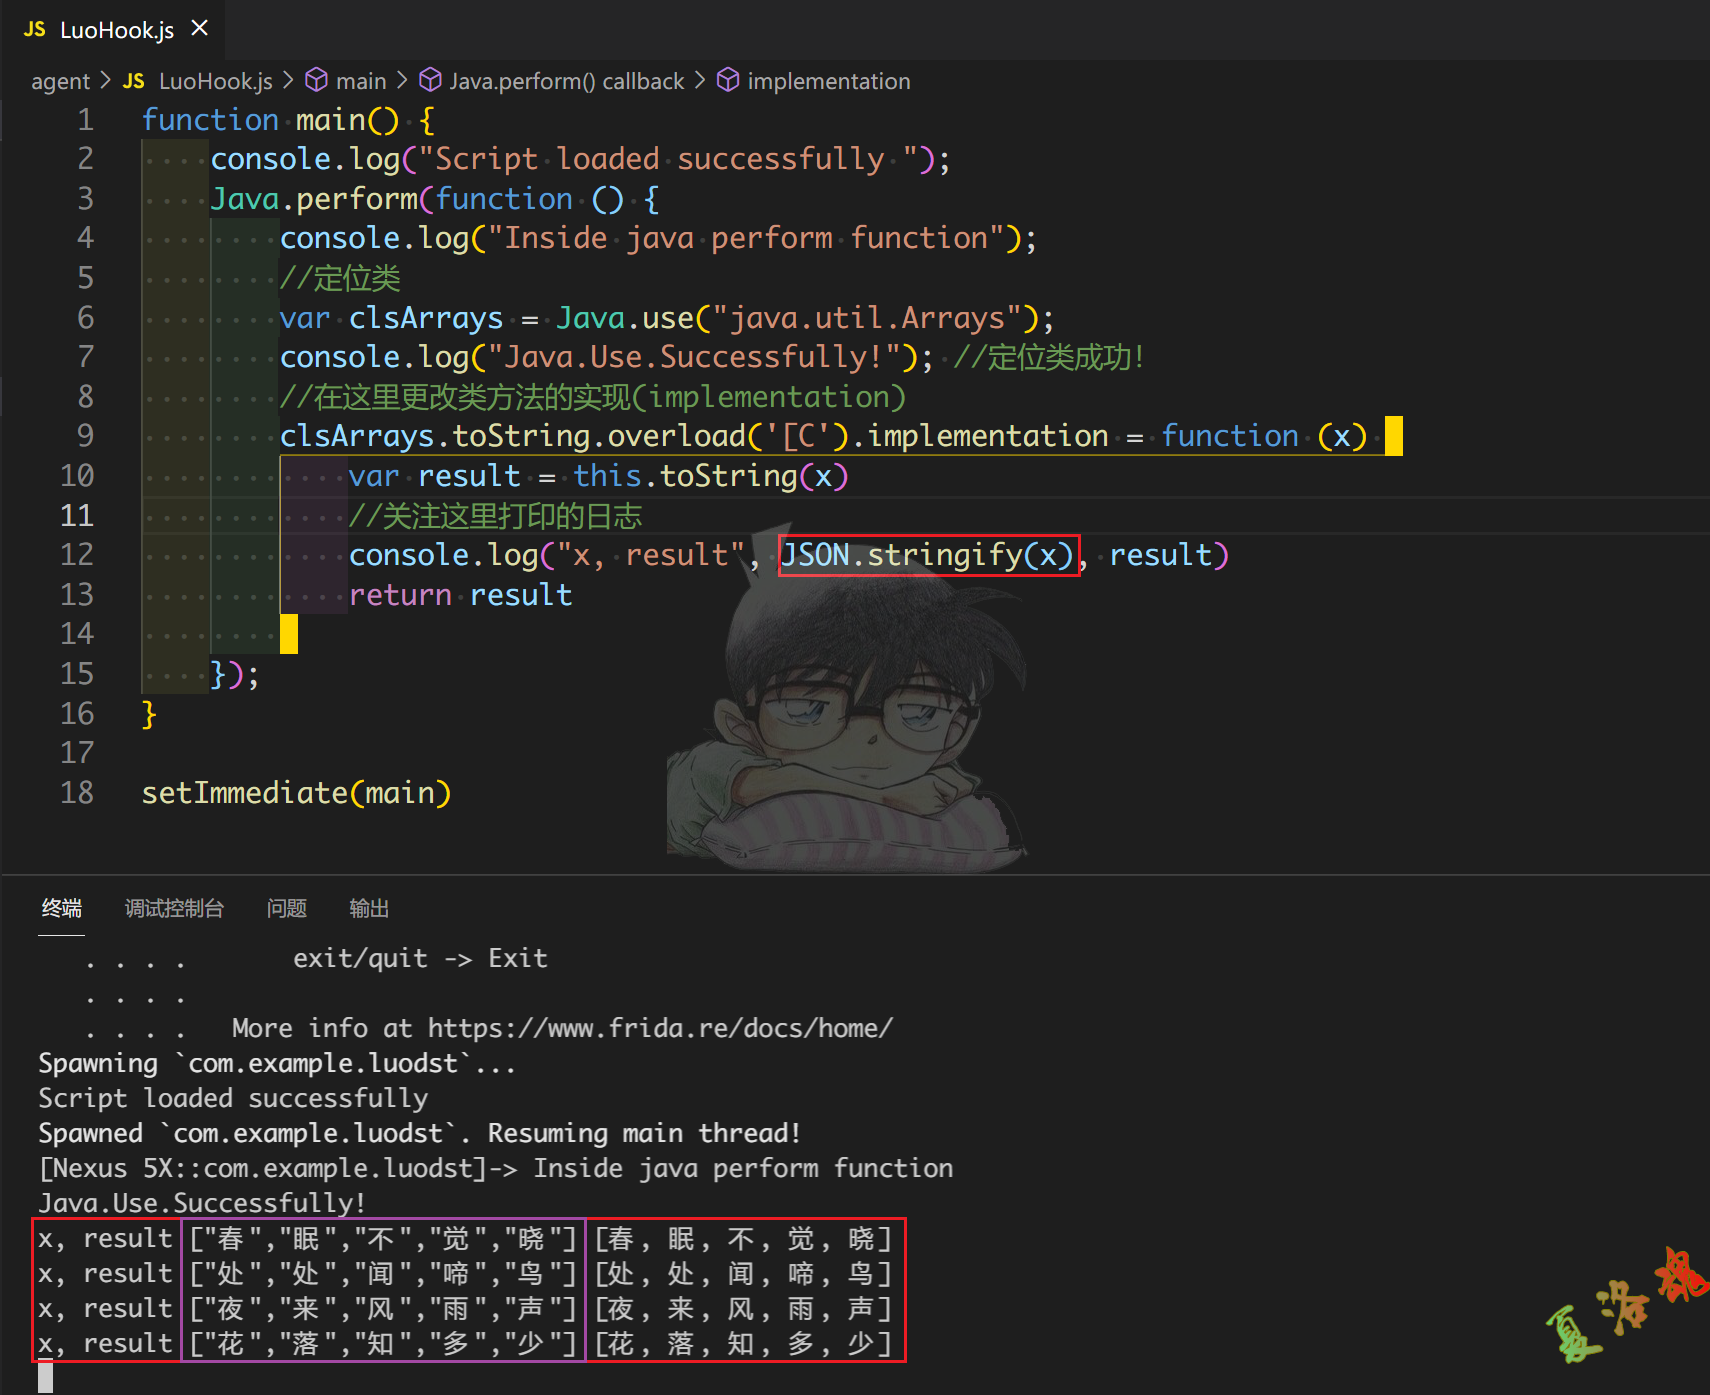 JS LuoHook.js ×
agent > JS LuoHook.js > main > Java.perform() callback > implementation
1 function main() {
2 console.log("Script loaded successfully ");
3 Java.perform(function () {
4 console.log("Inside java perform function");
5 //定位类
6 var clsArrays = Java.use("java.util.Arrays");
7 console.log("Java.Use.Successfully!"); //定位类成功!
8 //在这里更改类方法的实现(implementation)
9 clsArrays.toString.overload('[C').implementation = function (x)
10 var result = this.toString(x)
11 //关注这里打印的日志
12 console.log("x, result", JSON.stringify(x), result)
13 return result
14
15 });
16 }
17
18 setImmediate(main)
终端 调试控制台 问题 输出
. . . . exit/quit -> Exit
. . . .
. . . . More info at https://www.frida.re/docs/home/
Spawning `com.example.luodst`...
Script loaded successfully
Spawned `com.example.luodst`. Resuming main thread!
[Nexus 5X::com.example.luodst]-> Inside java perform function
Java.Use.Successfully!
x, result ["春","眠","不","觉","晓"] [春, 眠, 不, 觉, 晓]
x, result ["处","处","闻","啼","鸟"] [处, 处, 闻, 啼, 鸟]
x, result ["夜","来","风","雨","声"] [夜, 来, 风, 雨, 声]
x, result ["花","落","知","多","少"] [花, 落, 知, 多, 少]
夏洛魂